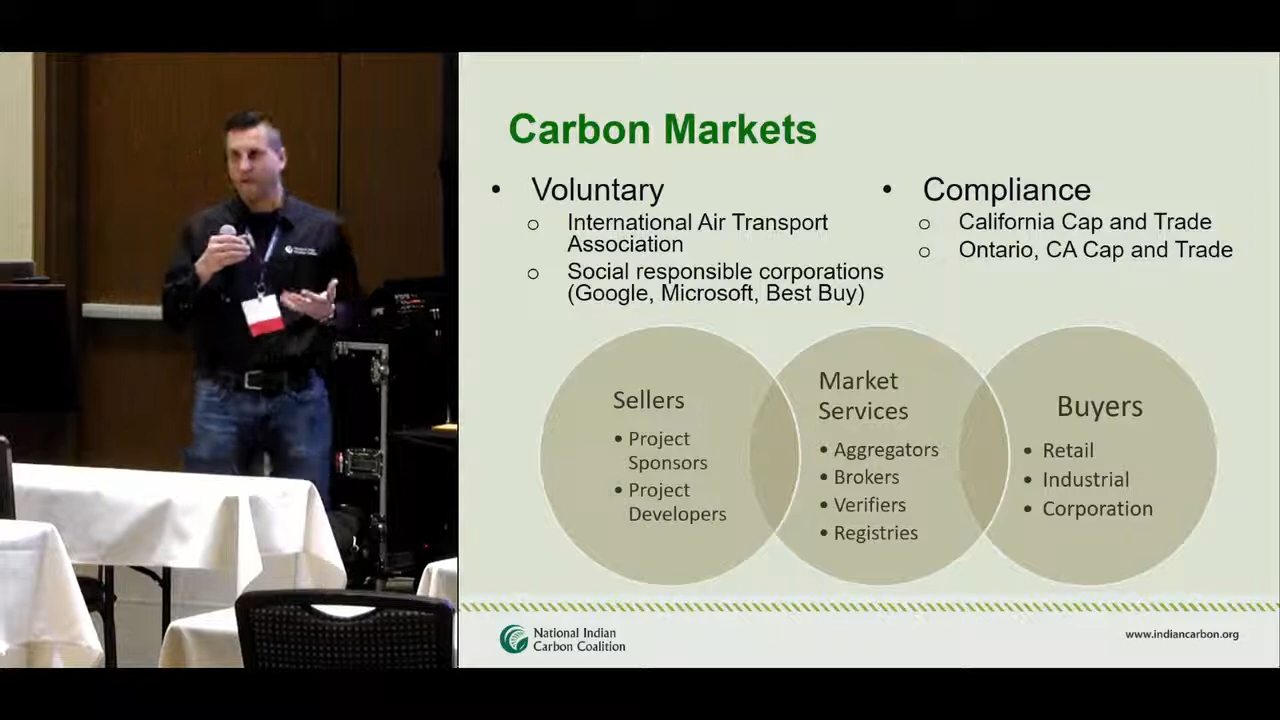 Carbon Markets
• Voluntary
o International Air Transport
Association
o Social responsible corporations
(Google, Microsoft, Best Buy)
• Compliance
o California Cap and Trade
o Ontario, CA Cap and Trade
Sellers
• Project
Sponsors
• Project
Developers
Market
Services
• Aggregators
• Brokers
• Verifiers
• Registries
Buyers
• Retail
• Industrial
• Corporation
National Indian
Carbon Coalition
www.indiancarbon.org